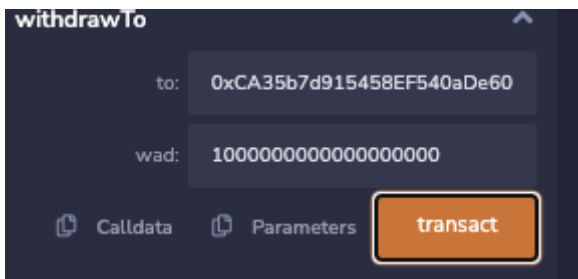 withdrawTo
to: 0xCA35b7d915458EF540aDe60
wad: 1000000000000000000
Calldata Parameters transact